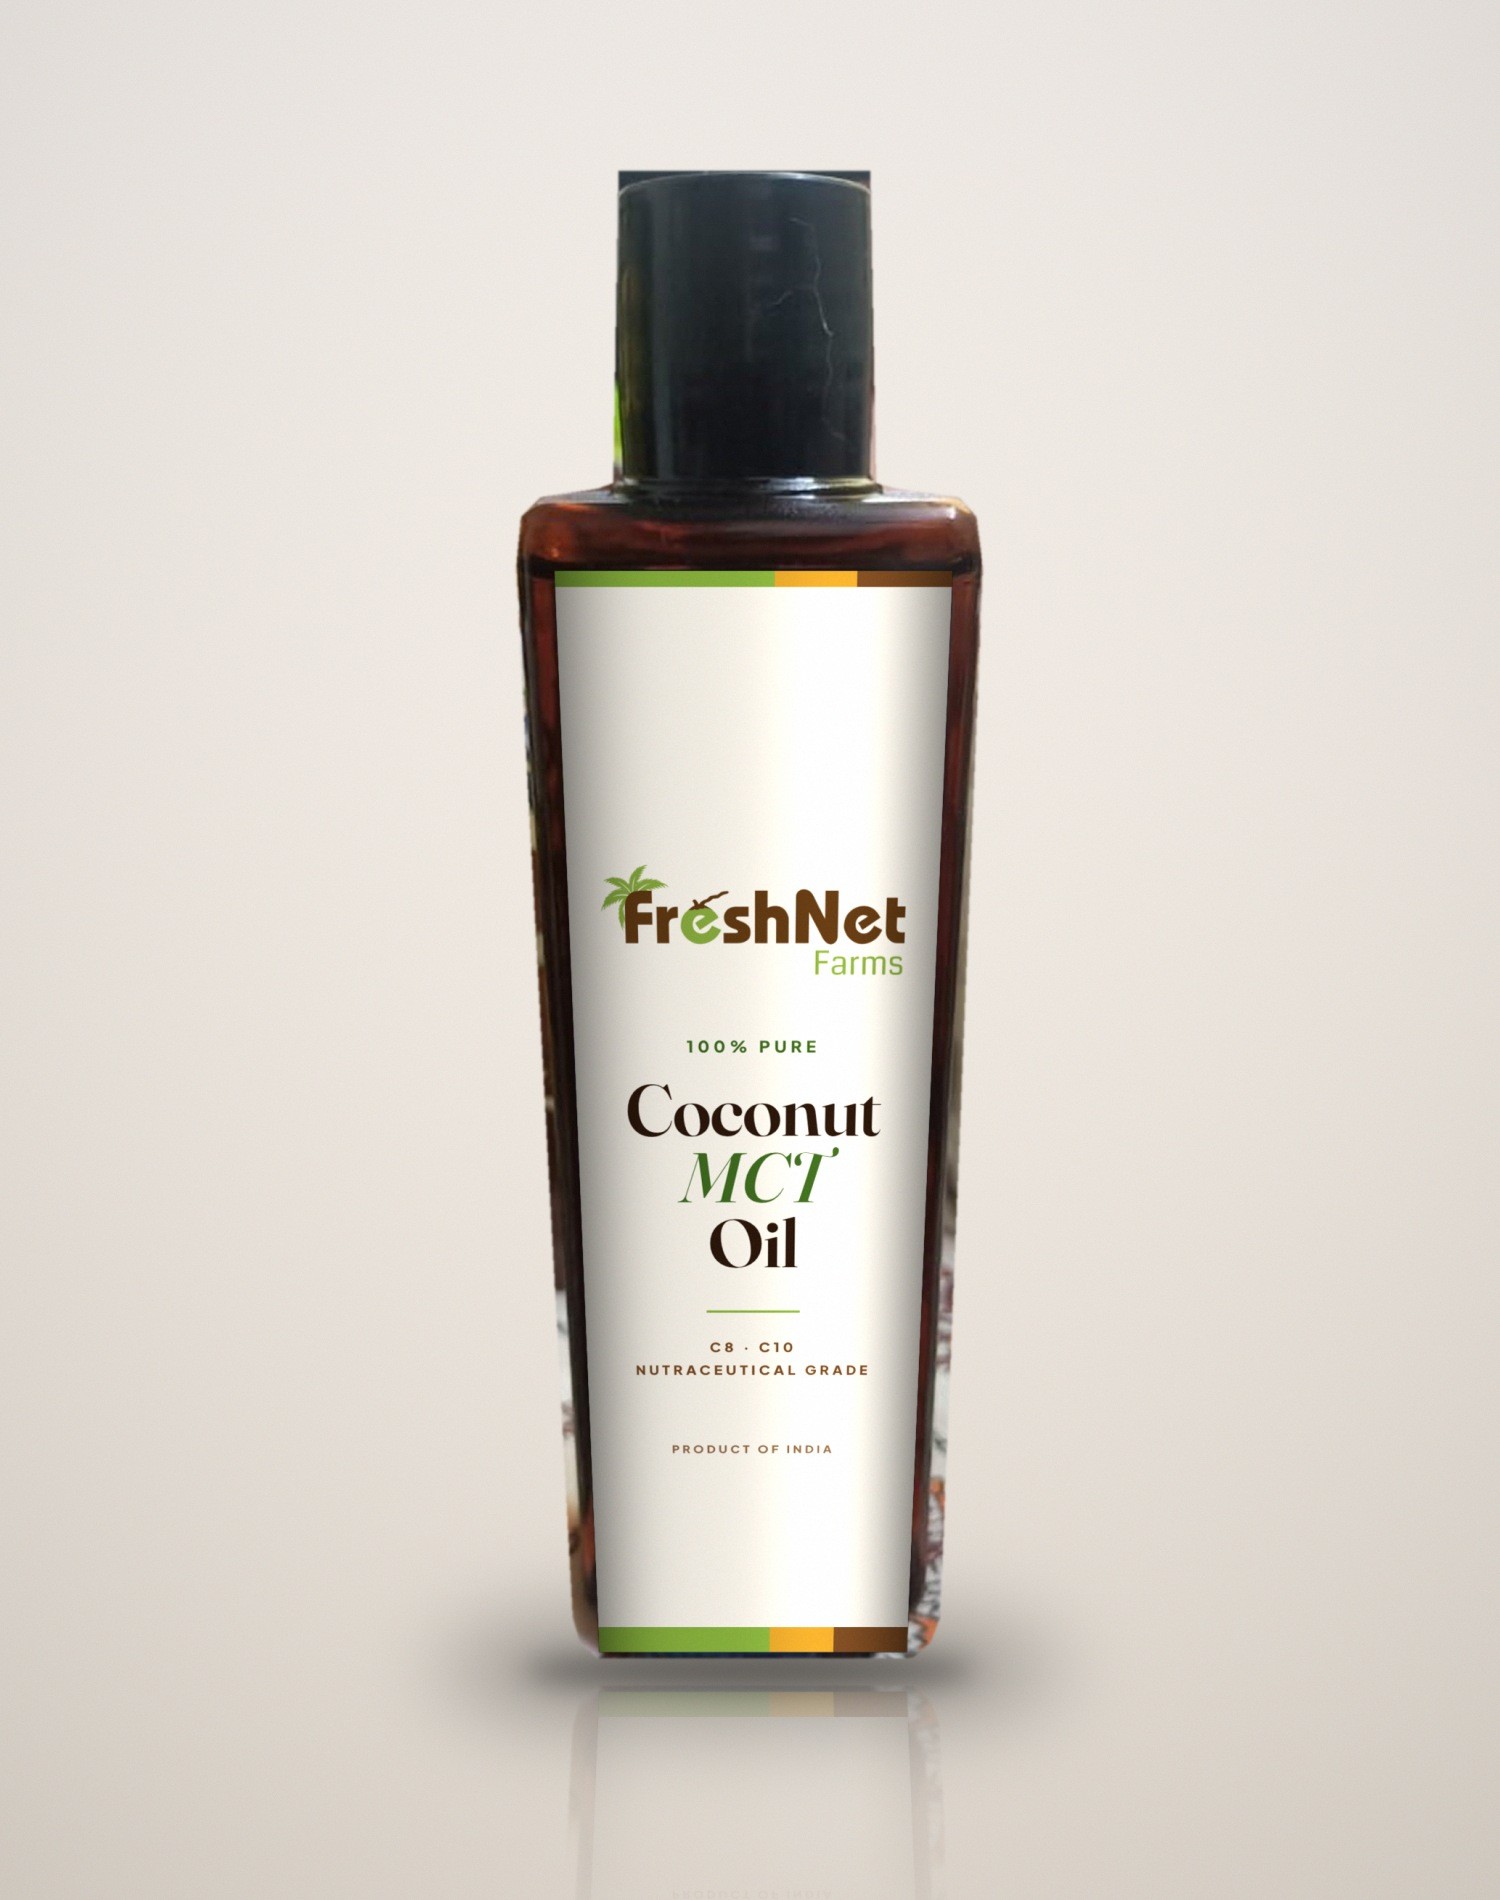 FreshNet
Farms
100% PURE
Coconut
MCT
Oil
C8 · C10
NUTRACEUTICAL GRADE
PRODUCT OF INDIA